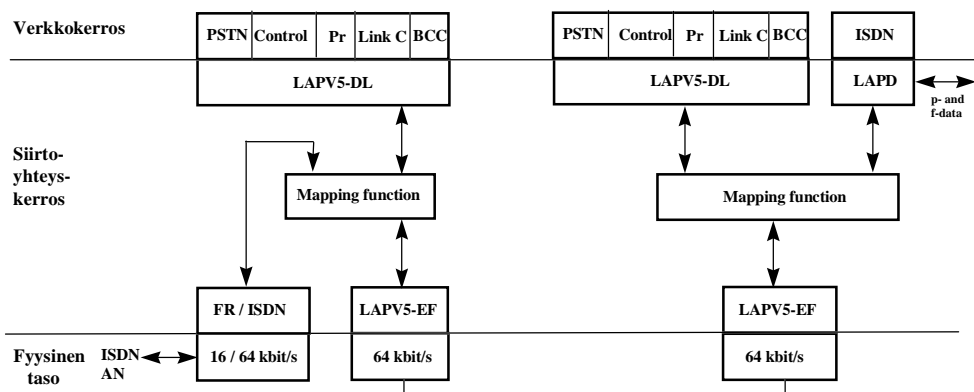 Verkkokerros
PSTN Control Pr Link C BCC
PSTN Control Pr Link C BCC
ISDN
LAPV5-DL
LAPV5-DL
LAPD
p- and
f-data
Siirto-
yhteys-
kerros
Mapping function
Mapping function
FR / ISDN
LAPV5-EF
LAPV5-EF
Fyysinen
taso
ISDN
AN
16 / 64 kbit/s
64 kbit/s
64 kbit/s